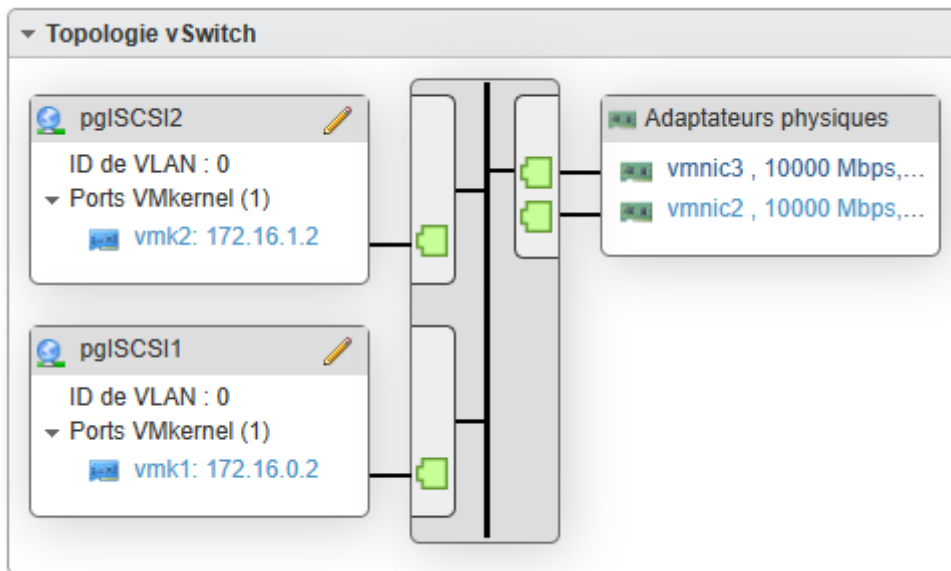 Topologie vSwitch
pgISCSI2
ID de VLAN : 0
Ports VMkernel (1)
vmk2: 172.16.1.2
pgISCSI1
ID de VLAN : 0
Ports VMkernel (1)
vmk1: 172.16.0.2
Adaptateurs physiques
vmnic3 , 10000 Mbps,...
vmnic2 , 10000 Mbps,...